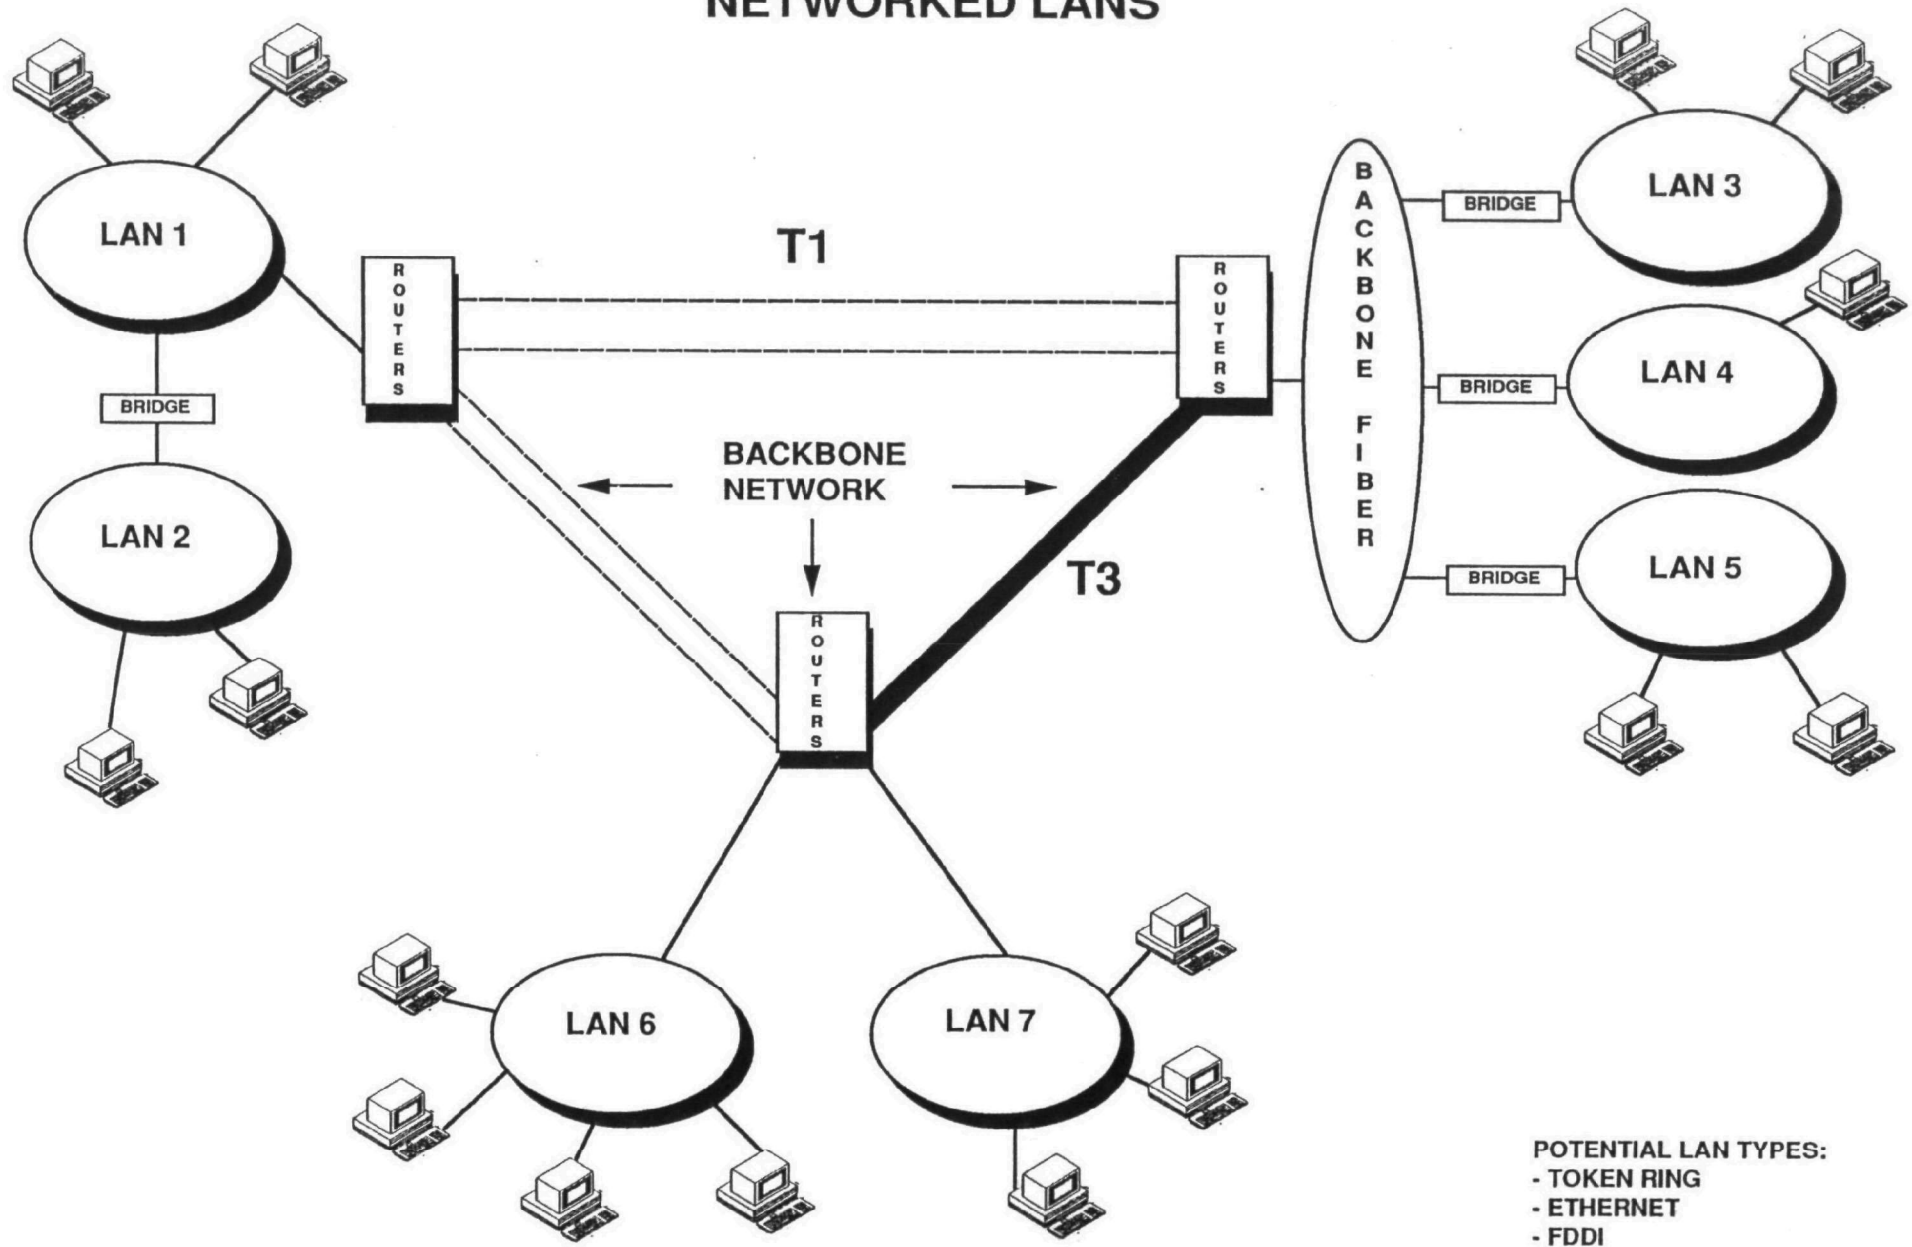 NETWORKED LANS
LAN 1
LAN 3
BRIDGE
T1
ROUTERS
ROUTERS
BACKBONE FIBER
LAN 4
BRIDGE
BRIDGE
BACKBONE
NETWORK
LAN 2
T3
LAN 5
BRIDGE
ROUTERS
LAN 6
LAN 7
POTENTIAL LAN TYPES:
- TOKEN RING
- ETHERNET
- FDDI